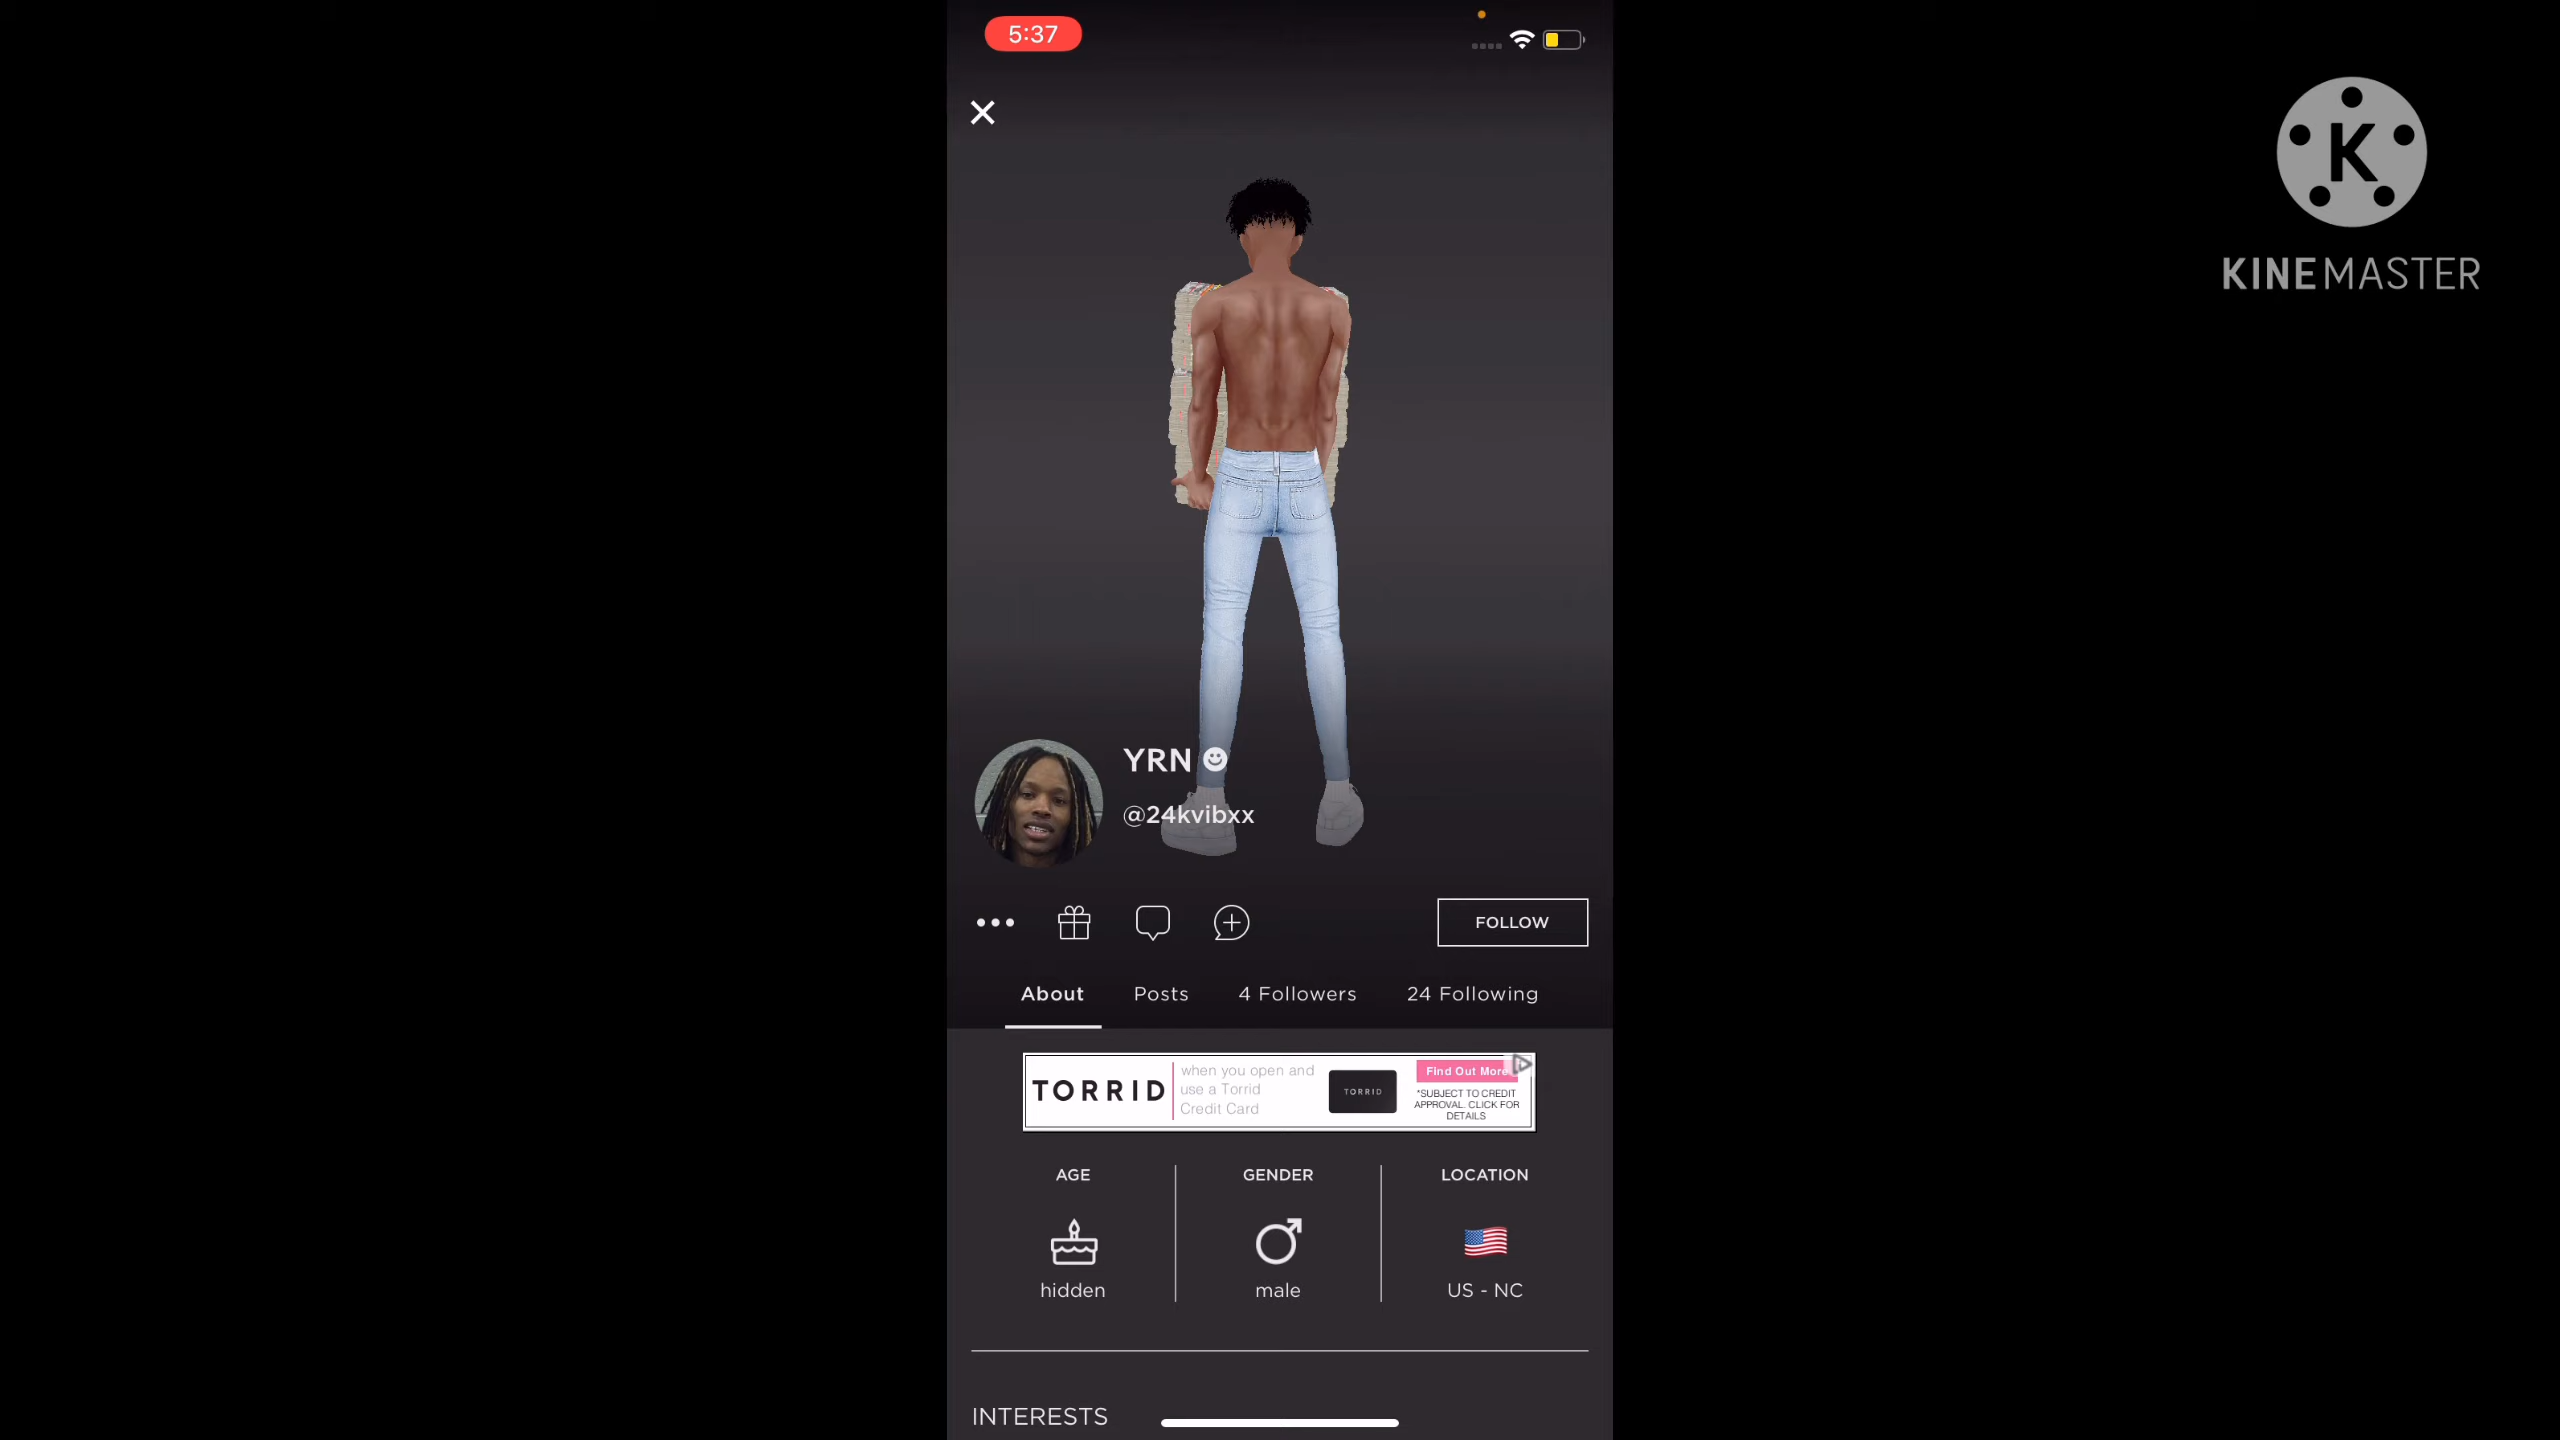 5:37
K
KINEMASTER
YRN
@24kvibxx
FOLLOW
About
Posts
4 Followers
24 Following
TORRID
when you open and
use a Torrid
Credit Card
TORRID
Find Out More
*SUBJECT TO CREDIT
APPROVAL. CLICK FOR
DETAILS
AGE
GENDER
LOCATION
hidden
male
US - NC
INTERESTS